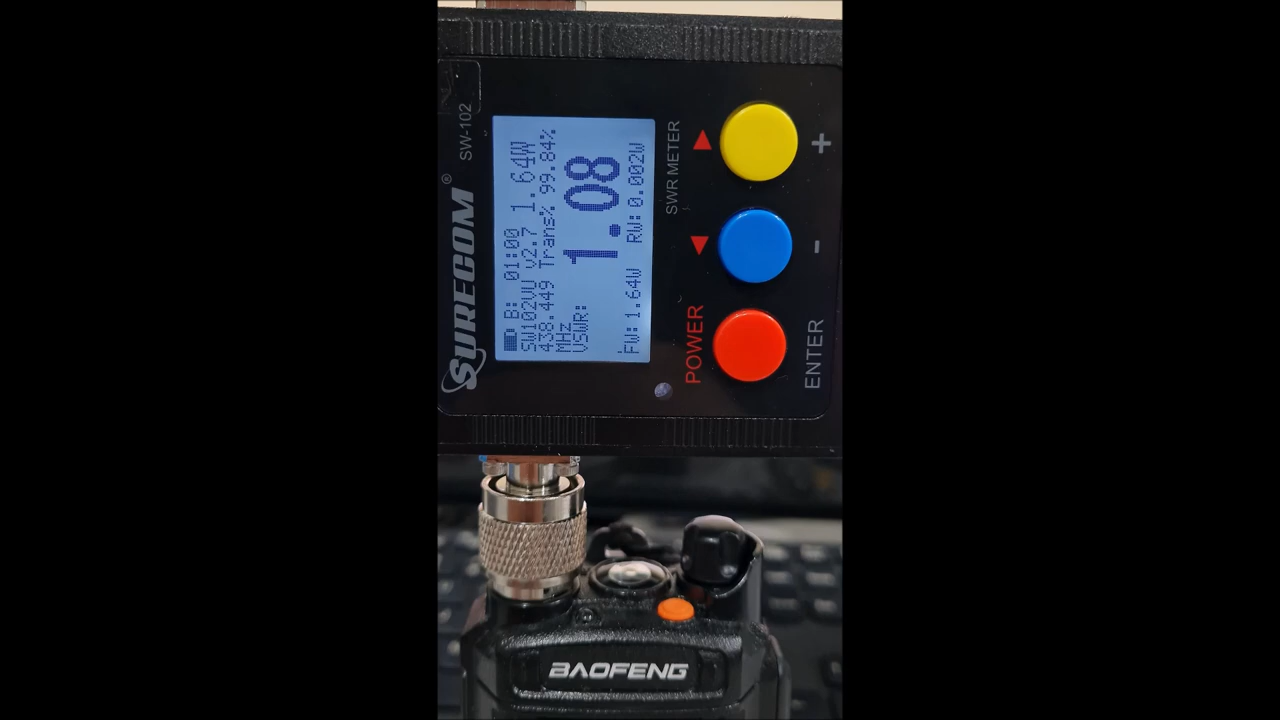 SURECOM®
SW-102
B: 01:00
SW102VU v2.7 1.64W
438.449 Trans% 99.84%
MHz
VSWR: 1.08
FW: 1.64W RW: 0.002W
SWR METER
POWER
ENTER
-
+
BAOFENG